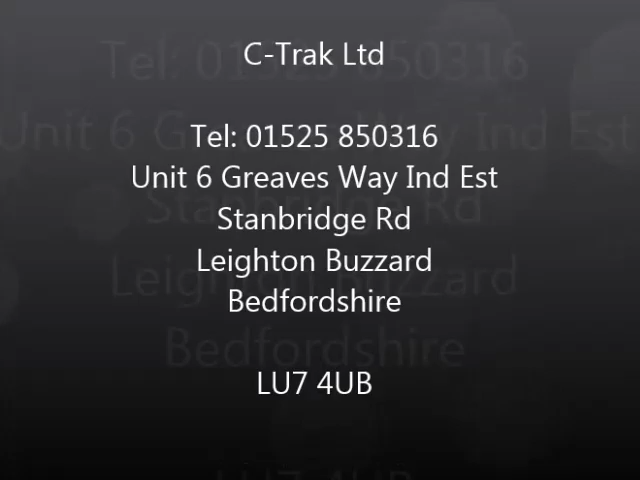 C-Trak Ltd
Tel: 01525 850316
Unit 6 Greaves Way Ind Est
Stanbridge Rd
Leighton Buzzard
Bedfordshire
LU7 4UB